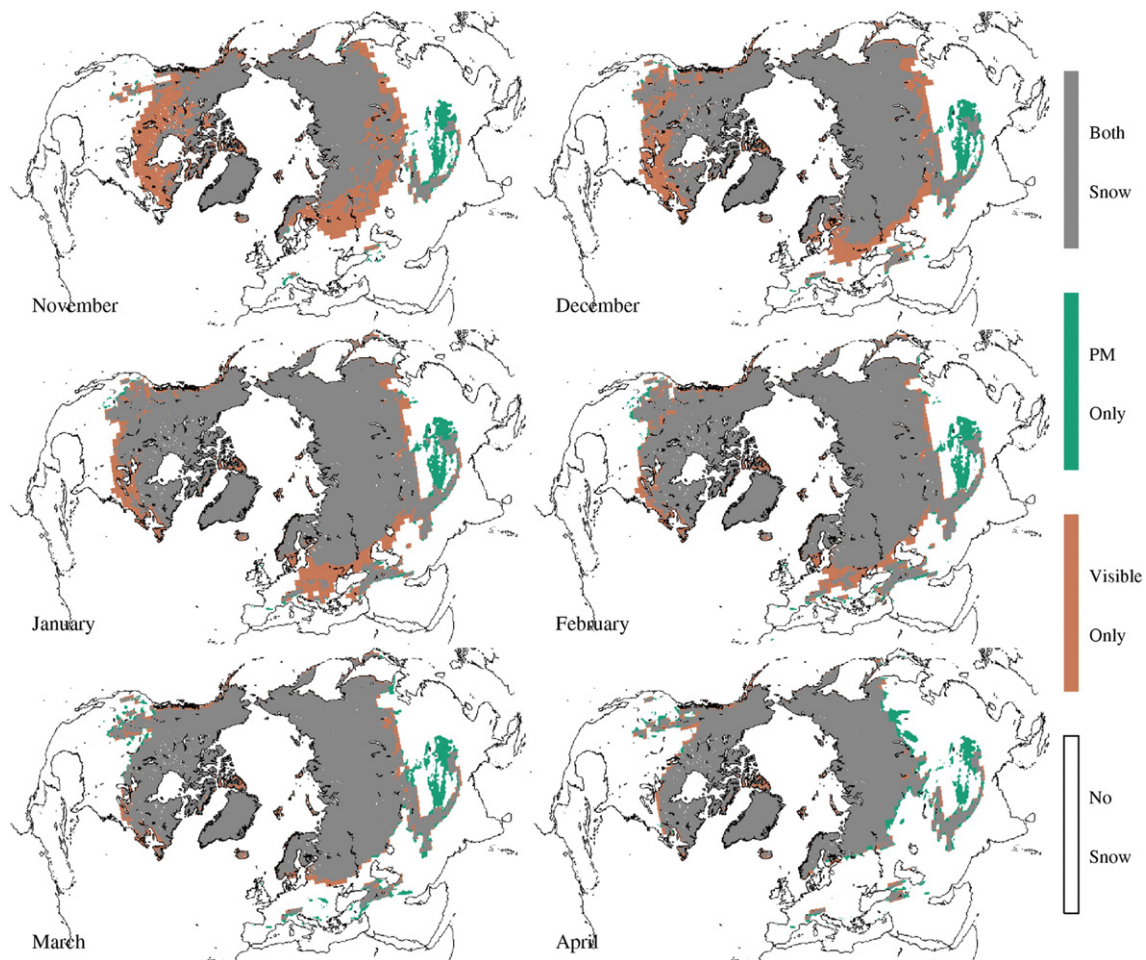 November
December
January
February
March
April
Both
Snow
PM
Only
Visible
Only
No
Snow